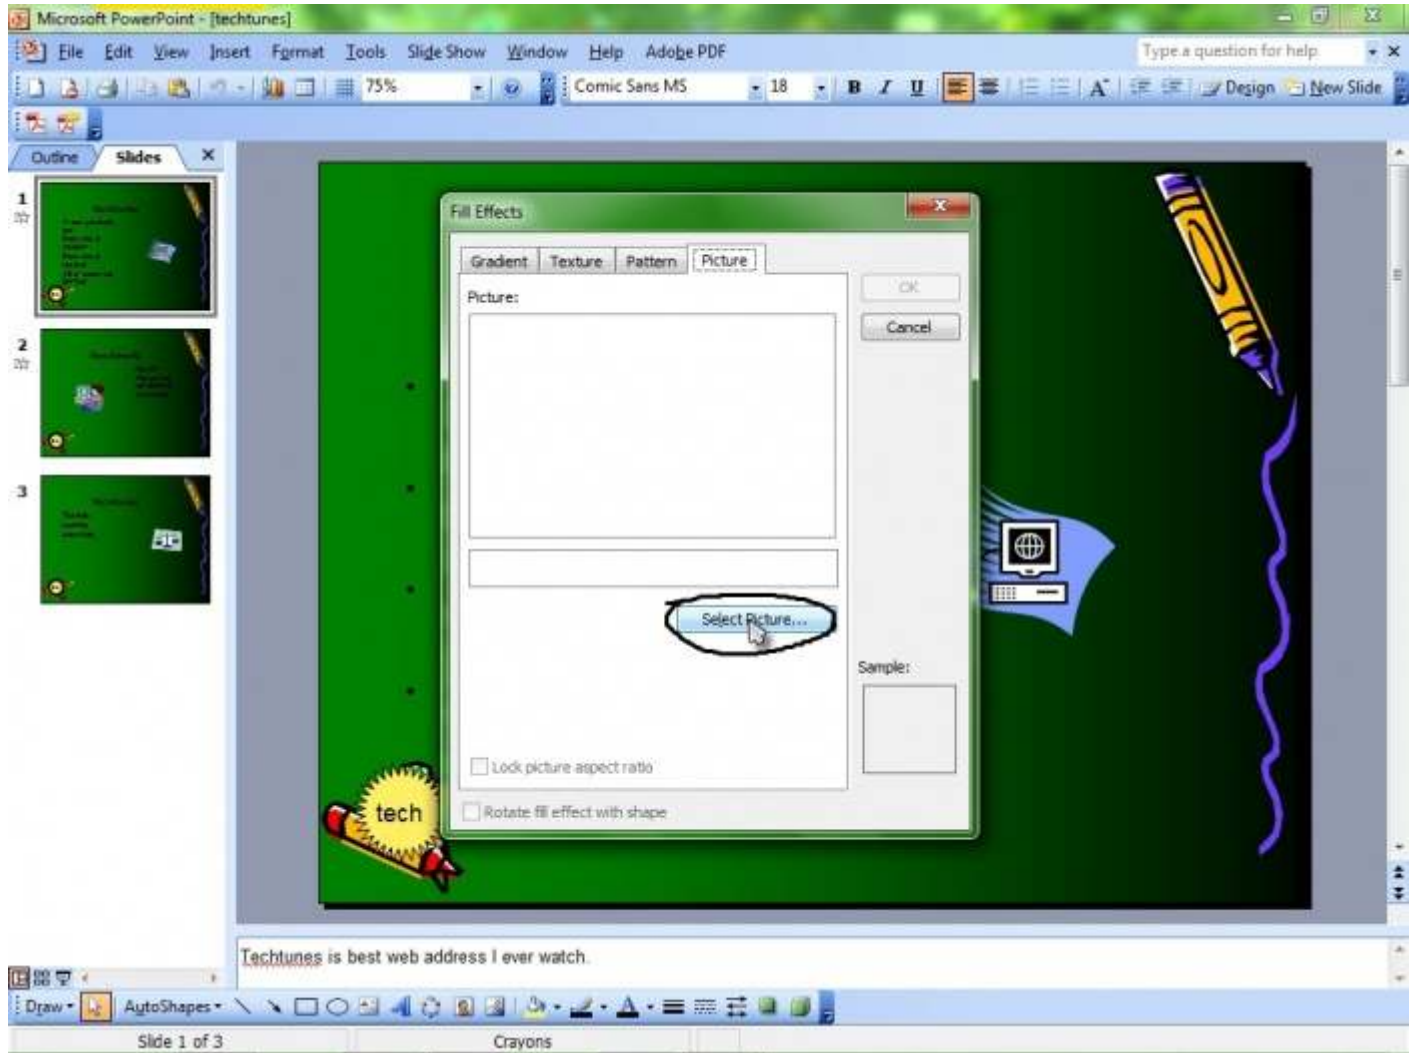 Microsoft PowerPoint - [techtunes]
File Edit View Insert Format Tools Slide Show Window Help Adobe PDF Type a question for help
75% Comic Sans MS 18 B I U A Design New Slide
Outline Slides
Fill Effects
Gradient Texture Pattern Picture
Picture:
OK
Cancel
Select Picture...
Sample:
Lock picture aspect ratio
Rotate fill effect with shape
1
2
3
tech
Techtunes is best web address I ever watch.
Draw AutoShapes A
Slide 1 of 3 Crayons